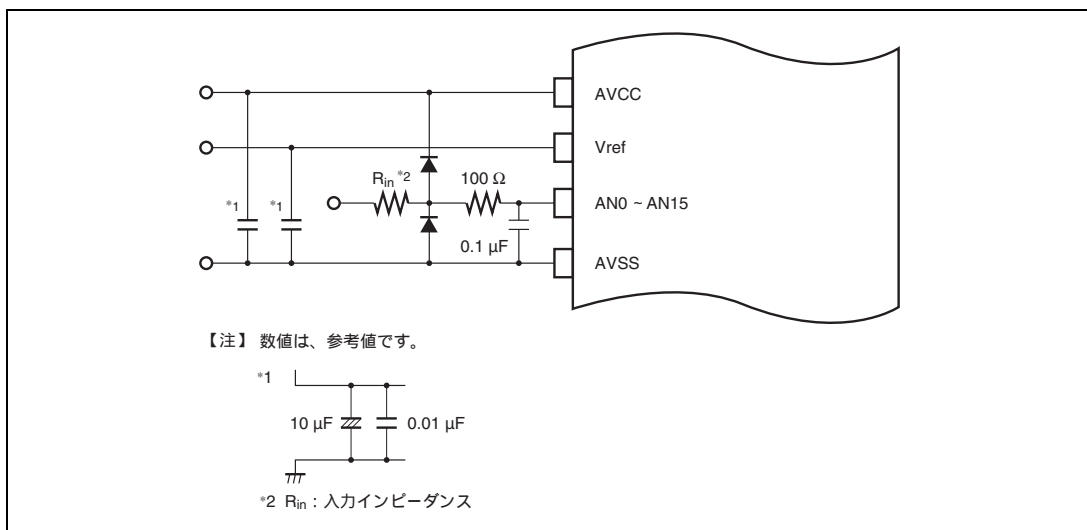 AVCC
Vref
Rin *2
100 Ω
*1
*1
AN0 ~ AN15
0.1 μF
AVSS
【注】 数値は、参考値です。
*1
10 μF
0.01 μF
*2 Rin : 入力インピーダンス